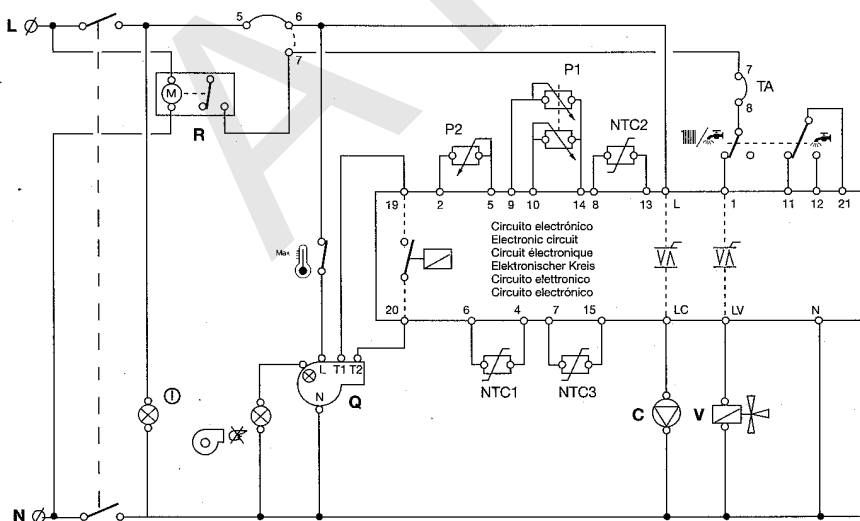 L
5
6
7
M
R
P1
P2
NTC2
7
TA
8
19
2
5
9
10
14
8
13
L
1
11
12
21
Circuito electrónico
Electronic circuit
Circuit électronique
Elektronischer Kreis
Circuito elettronico
Circuito electrónico
Max
20
6
4
7
15
LC
LV
N
L T1 T2
N
Q
NTC1
NTC3
I
C
V
N